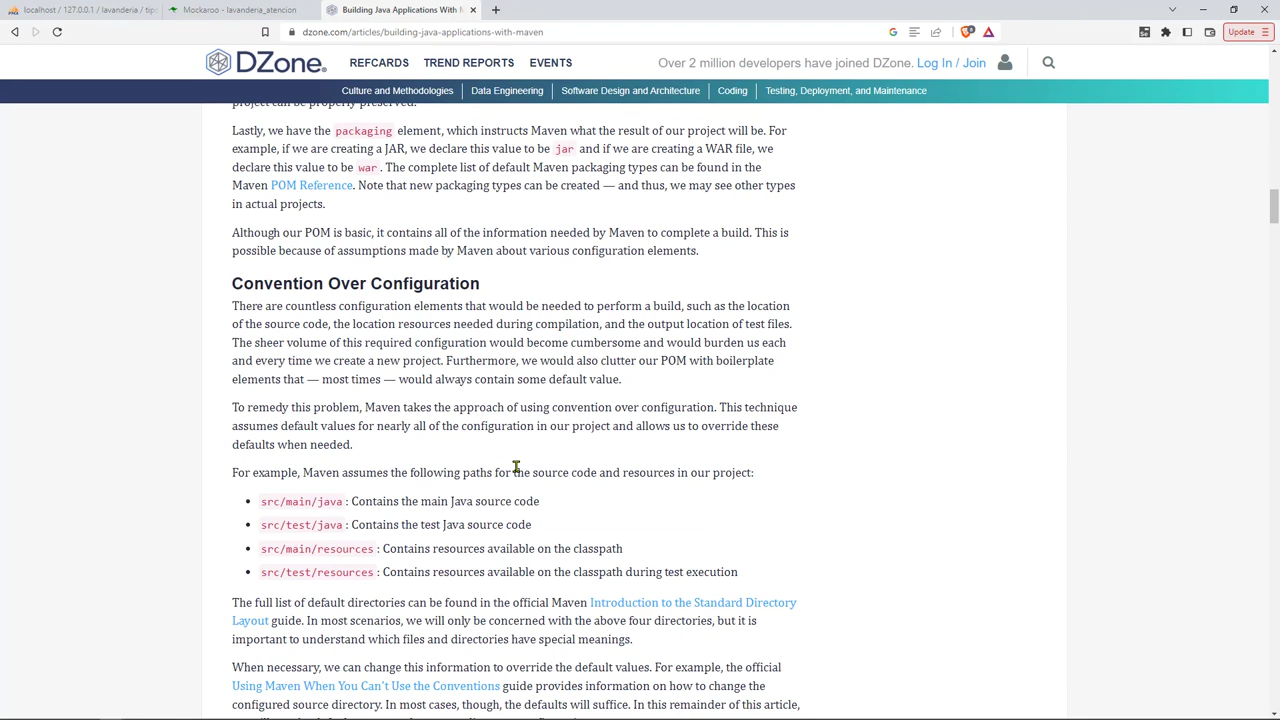 localhost / 127.0.0.1 / lavanderia / tipo
Mockaroo - lavanderia_atencion
Building Java Applications With M
dzone.com/articles/building-java-applications-with-maven
Update
DZone.
REFCARDS
TREND REPORTS
EVENTS
Over 2 million developers have joined DZone. Log In / Join
Culture and Methodologies
Data Engineering
Software Design and Architecture
Coding
Testing, Deployment, and Maintenance
project can be properly preserved.
Lastly, we have the packaging element, which instructs Maven what the result of our project will be. For
example, if we are creating a JAR, we declare this value to be jar and if we are creating a WAR file, we
declare this value to be war. The complete list of default Maven packaging types can be found in the
Maven POM Reference. Note that new packaging types can be created — and thus, we may see other types
in actual projects.
Although our POM is basic, it contains all of the information needed by Maven to complete a build. This is
possible because of assumptions made by Maven about various configuration elements.
Convention Over Configuration
There are countless configuration elements that would be needed to perform a build, such as the location
of the source code, the location resources needed during compilation, and the output location of test files.
The sheer volume of this required configuration would become cumbersome and would burden us each
and every time we create a new project. Furthermore, we would also clutter our POM with boilerplate
elements that — most times — would always contain some default value.
To remedy this problem, Maven takes the approach of using convention over configuration. This technique
assumes default values for nearly all of the configuration in our project and allows us to override these
defaults when needed.
For example, Maven assumes the following paths for the source code and resources in our project:
• src/main/java : Contains the main Java source code
• src/test/java : Contains the test Java source code
• src/main/resources : Contains resources available on the classpath
• src/test/resources : Contains resources available on the classpath during test execution
The full list of default directories can be found in the official Maven Introduction to the Standard Directory
Layout guide. In most scenarios, we will only be concerned with the above four directories, but it is
important to understand which files and directories have special meanings.
When necessary, we can change this information to override the default values. For example, the official
Using Maven When You Can't Use the Conventions guide provides information on how to change the
configured source directory. In most cases, though, the defaults will suffice. In this remainder of this article,